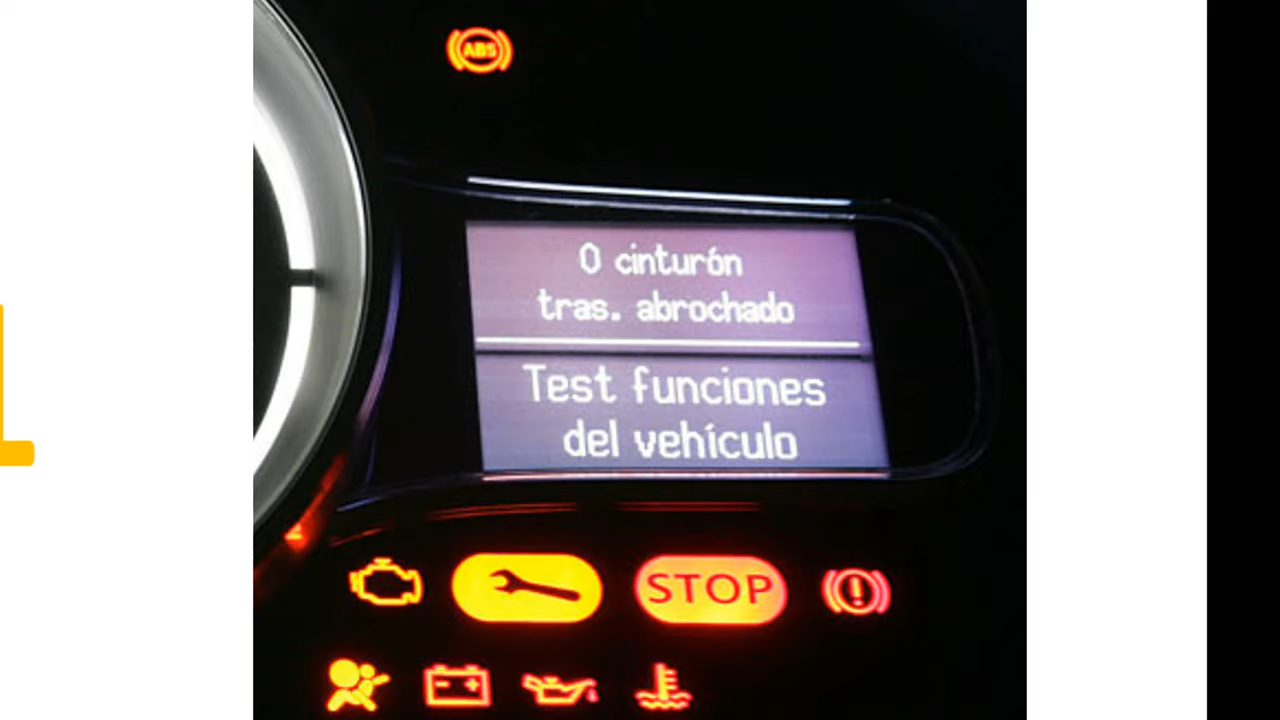 ABS
0 cinturón
tras. abrochado
Test funciones
del vehículo
STOP